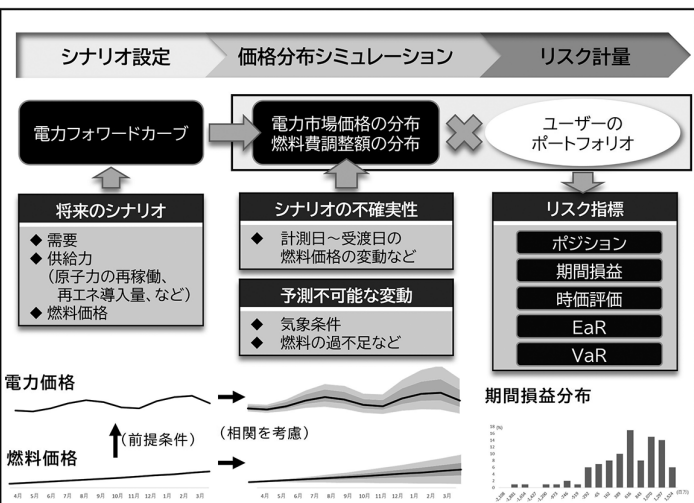 シナリオ設定
価格分布シミュレーション
リスク計量
電力フォワードカーブ
電力市場価格の分布
燃料費調整額の分布
ユーザーの
ポートフォリオ
将来のシナリオ
◆ 需要
◆ 供給力
(原子力の再稼働、
再エネ導入量、など)
◆ 燃料価格
シナリオの不確実性
◆ 計測日~受渡日の
燃料価格の変動など
予測不可能な変動
◆ 気象条件
◆ 燃料の過不足など
リスク指標
ポジション
期間損益
時価評価
EaR
VaR
電力価格
(前提条件)
(相関を考慮)
燃料価格
4月 5月 6月 7月 8月 9月 10月 11月 12月 1月 2月 3月
4月 5月 6月 7月 8月 9月 10月 11月 12月 1月 2月 3月
期間損益分布
(%)
18
16
14
12
10
8
6
4
2
0